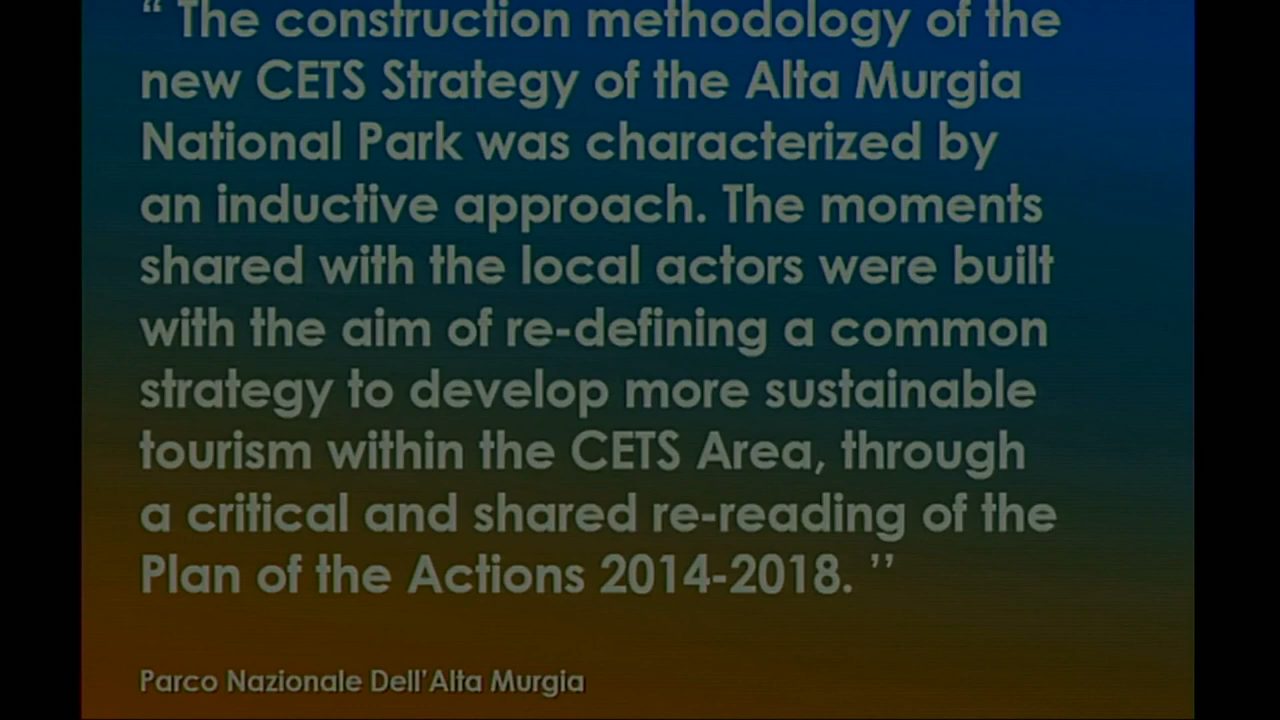 “ The construction methodology of the
new CETS Strategy of the Alta Murgia
National Park was characterized by
an inductive approach. The moments
shared with the local actors were built
with the aim of re-defining a common
strategy to develop more sustainable
tourism within the CETS Area, through
a critical and shared re-reading of the
Plan of the Actions 2014-2018. ’’
Parco Nazionale Dell’Alta Murgia